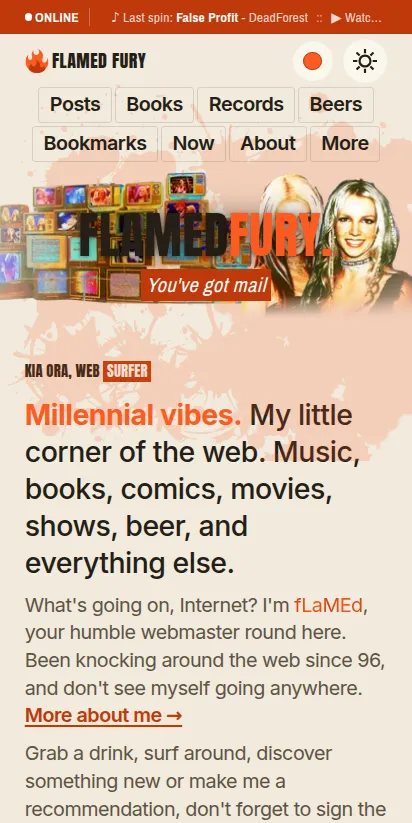 ONLINE
♪ Last spin: False Profit - DeadForest :: ▶ Watc...
FLAMED FURY
Posts Books Records Beers
Bookmarks Now About More
FLAMEDFURY.
You've got mail
KIA ORA, WEB SURFER
Millennial vibes. My little
corner of the web. Music,
books, comics, movies,
shows, beer, and
everything else.
What's going on, Internet? I'm fLaMEd,
your humble webmaster round here.
Been knocking around the web since 96,
and don't see myself going anywhere.
More about me →
Grab a drink, surf around, discover
something new or make me a
recommendation, don't forget to sign the